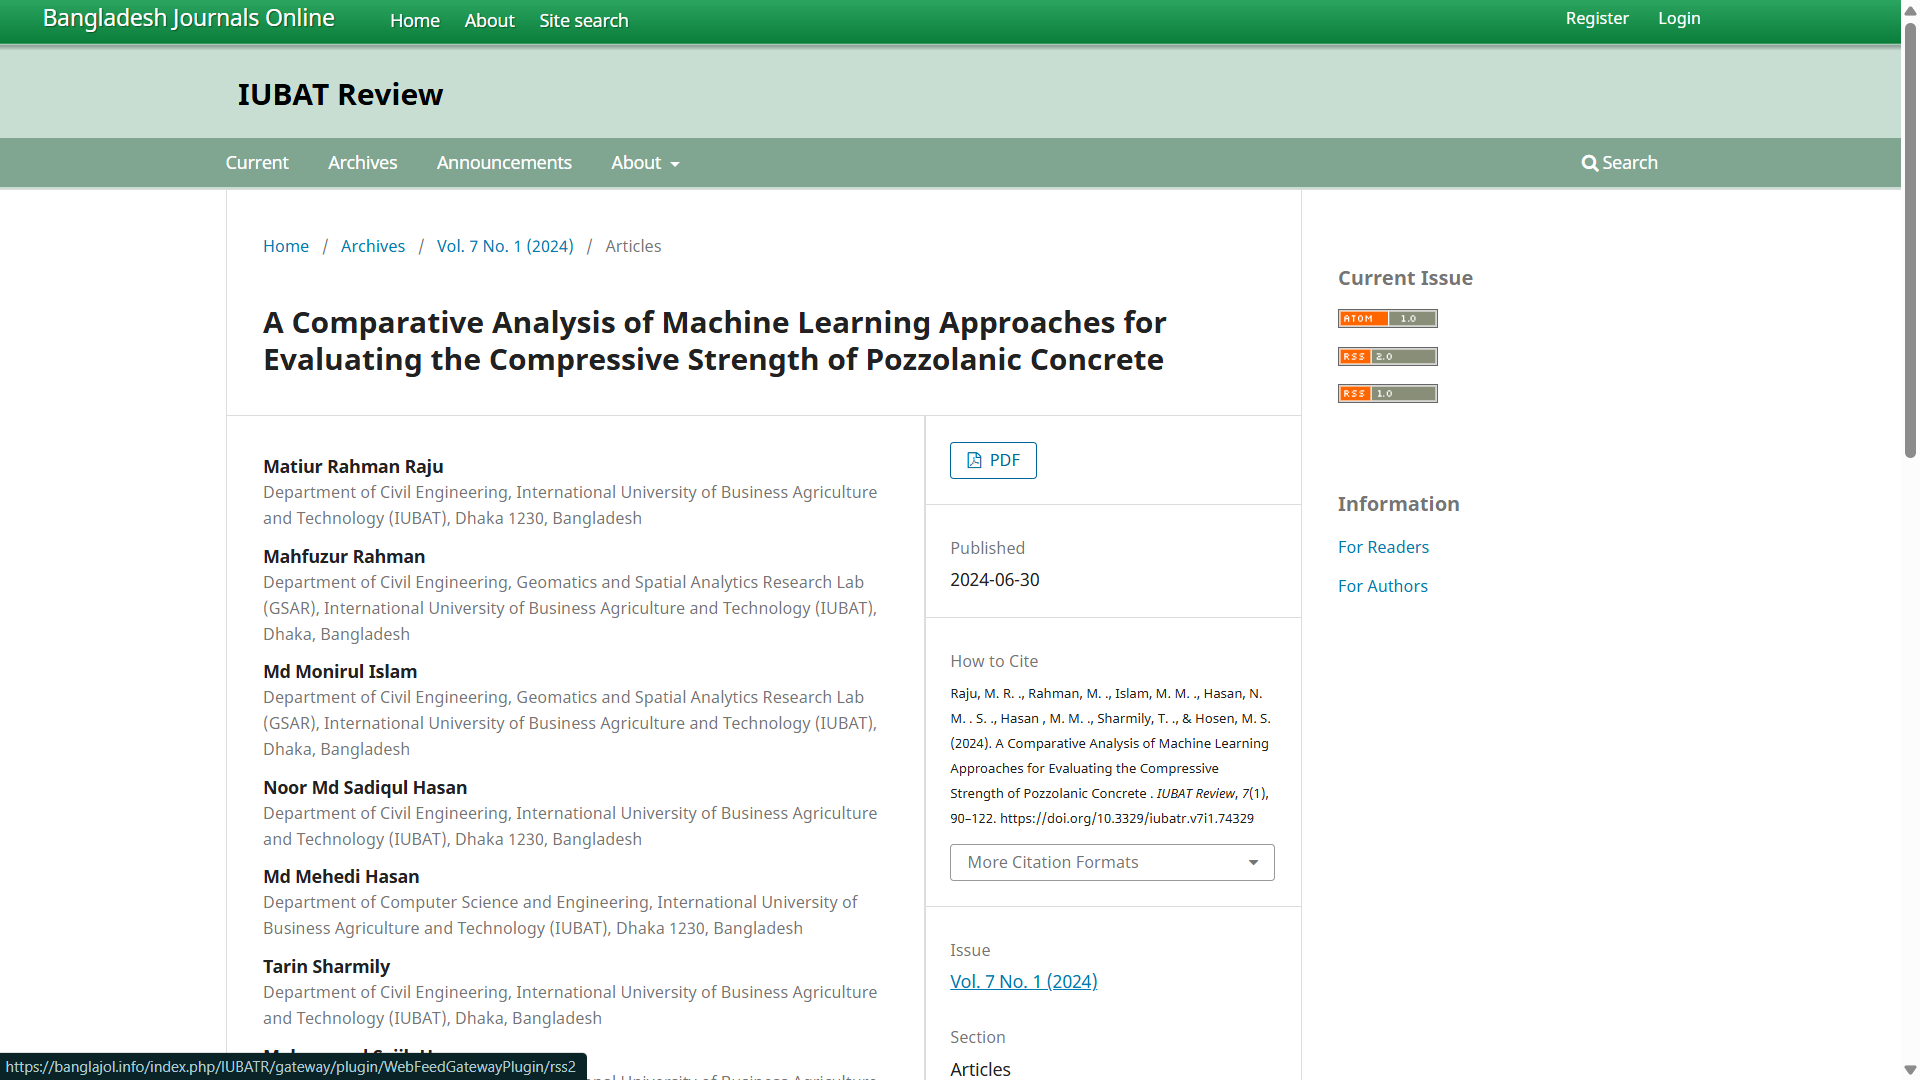 Bangladesh Journals Online
Home
About
Site search
Register
Login
IUBAT Review
Current
Archives
Announcements
About
Search
Home / Archives / Vol. 7 No. 1 (2024) / Articles
A Comparative Analysis of Machine Learning Approaches for
Evaluating the Compressive Strength of Pozzolanic Concrete
Matiur Rahman Raju
Department of Civil Engineering, International University of Business Agriculture
and Technology (IUBAT), Dhaka 1230, Bangladesh
Mahfuzur Rahman
Department of Civil Engineering, Geomatics and Spatial Analytics Research Lab
(GSAR), International University of Business Agriculture and Technology (IUBAT),
Dhaka, Bangladesh
Md Monirul Islam
Department of Civil Engineering, Geomatics and Spatial Analytics Research Lab
(GSAR), International University of Business Agriculture and Technology (IUBAT),
Dhaka, Bangladesh
Noor Md Sadiqul Hasan
Department of Civil Engineering, International University of Business Agriculture
and Technology (IUBAT), Dhaka 1230, Bangladesh
Md Mehedi Hasan
Department of Computer Science and Engineering, International University of
Business Agriculture and Technology (IUBAT), Dhaka 1230, Bangladesh
Tarin Sharmily
Department of Civil Engineering, International University of Business Agriculture
and Technology (IUBAT), Dhaka, Bangladesh
PDF
Published
2024-06-30
How to Cite
Raju, M. R. ., Rahman, M. ., Islam, M. M. ., Hasan, N.
M. . S. ., Hasan , M. M. ., Sharmily, T. ., & Hosen, M. S.
(2024). A Comparative Analysis of Machine Learning
Approaches for Evaluating the Compressive
Strength of Pozzolanic Concrete . IUBAT Review, 7(1),
90–122. https://doi.org/10.3329/iubatr.v7i1.74329
More Citation Formats
Issue
Vol. 7 No. 1 (2024)
Section
Articles
Current Issue
ATOM 1.0
RSS 2.0
RSS 1.0
Information
For Readers
For Authors
https://banglajol.info/index.php/IUBATR/gateway/plugin/WebFeedGatewayPlugin/rss2